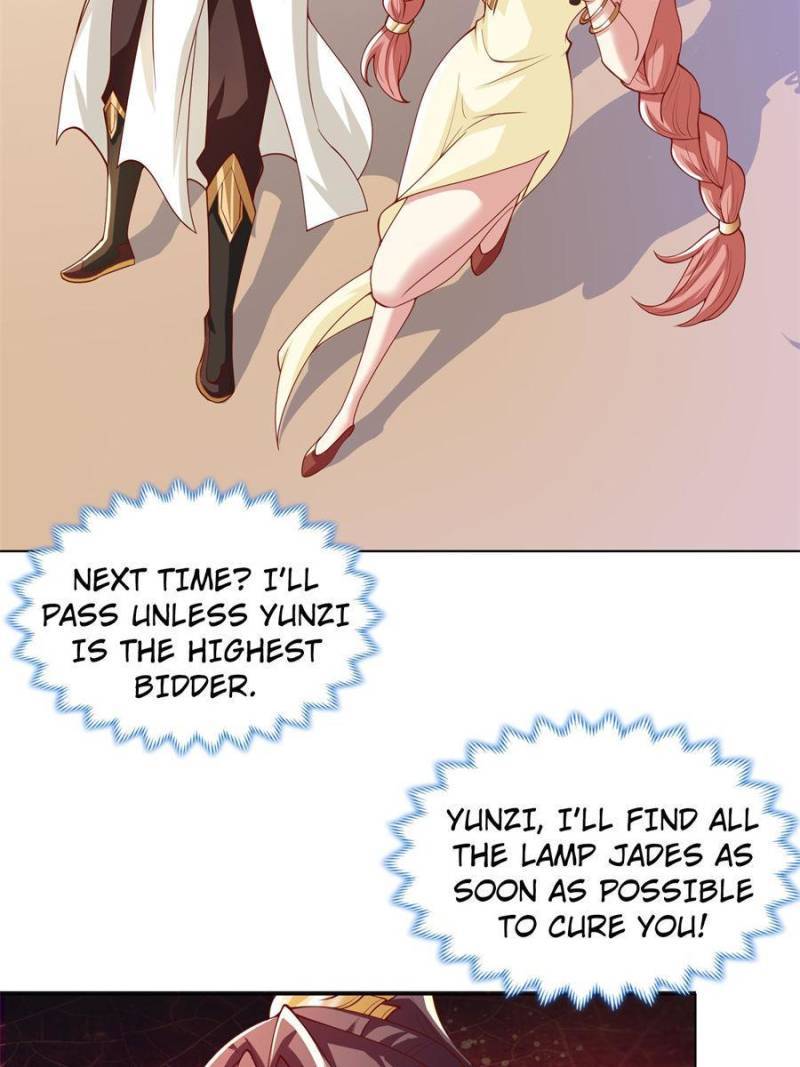 NEXT TIME? I'LL
PASS UNLESS YUNZI
IS THE HIGHEST
BIDDER.
YUNZI, I'LL FIND ALL
THE LAMP JADES AS
SOON AS POSSIBLE
TO CURE YOU!